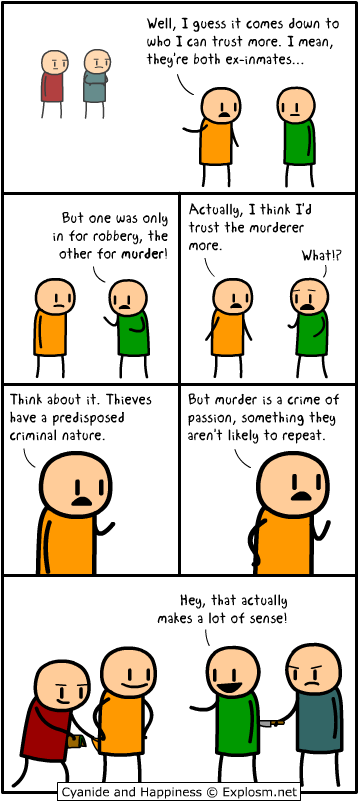 Well, I guess it comes down to
who I can trust more. I mean,
they're both ex-inmates...
But one was only
in for robbery, the
other for murder!
Actually, I think I'd
trust the murderer
more.
What!?
Think about it. Thieves
have a predisposed
criminal nature.
But murder is a crime of
passion, something they
aren't likely to repeat.
Hey, that actually
makes a lot of sense!
Cyanide and Happiness © Explosm.net